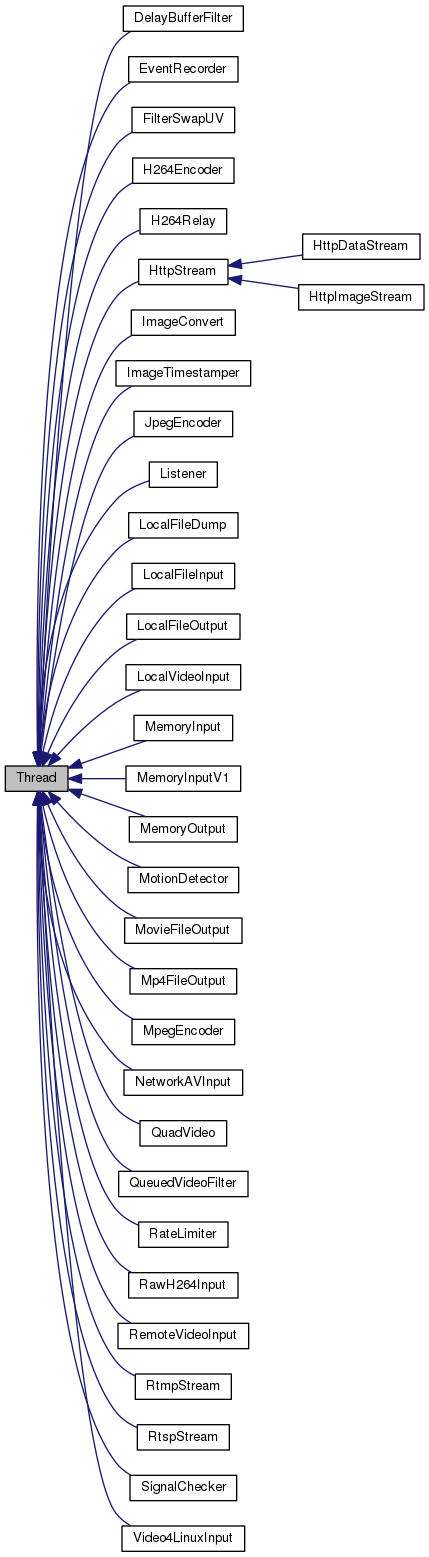 DelayBufferFilter
EventRecorder
FilterSwapUV
H264Encoder
H264Relay
HttpStream
HttpDataStream
HttpImageStream
ImageConvert
ImageTimestamper
JpegEncoder
Listener
LocalFileDump
LocalFileInput
LocalFileOutput
LocalVideoInput
MemoryInput
Thread
MemoryInputV1
MemoryOutput
MotionDetector
MovieFileOutput
Mp4FileOutput
MpegEncoder
NetworkAVInput
QuadVideo
QueuedVideoFilter
RateLimiter
RawH264Input
RemoteVideoInput
RtmpStream
RtspStream
SignalChecker
Video4LinuxInput